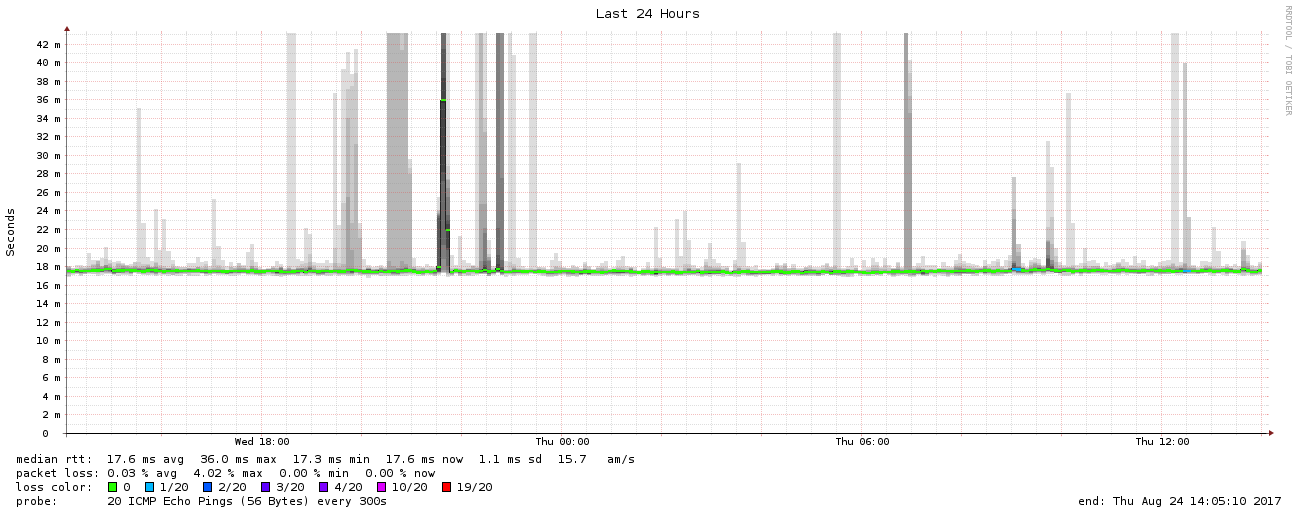 Last 24 Hours
RRDTOOL / TOBI OETIKER
Seconds
42 m
40 m
38 m
36 m
34 m
32 m
30 m
28 m
26 m
24 m
22 m
20 m
18 m
16 m
14 m
12 m
10 m
8 m
6 m
4 m
2 m
0
Wed 18:00 Thu 00:00 Thu 06:00 Thu 12:00
median rtt: 17.6 ms avg 36.0 ms max 17.3 ms min 17.6 ms now 1.1 ms sd 15.7 am/s
packet loss: 0.03 % avg 4.02 % max 0.00 % min 0.00 % now
loss color: 0 1/20 2/20 3/20 4/20 10/20 19/20
probe: 20 ICMP Echo Pings (56 Bytes) every 300s end: Thu Aug 24 14:05:10 2017